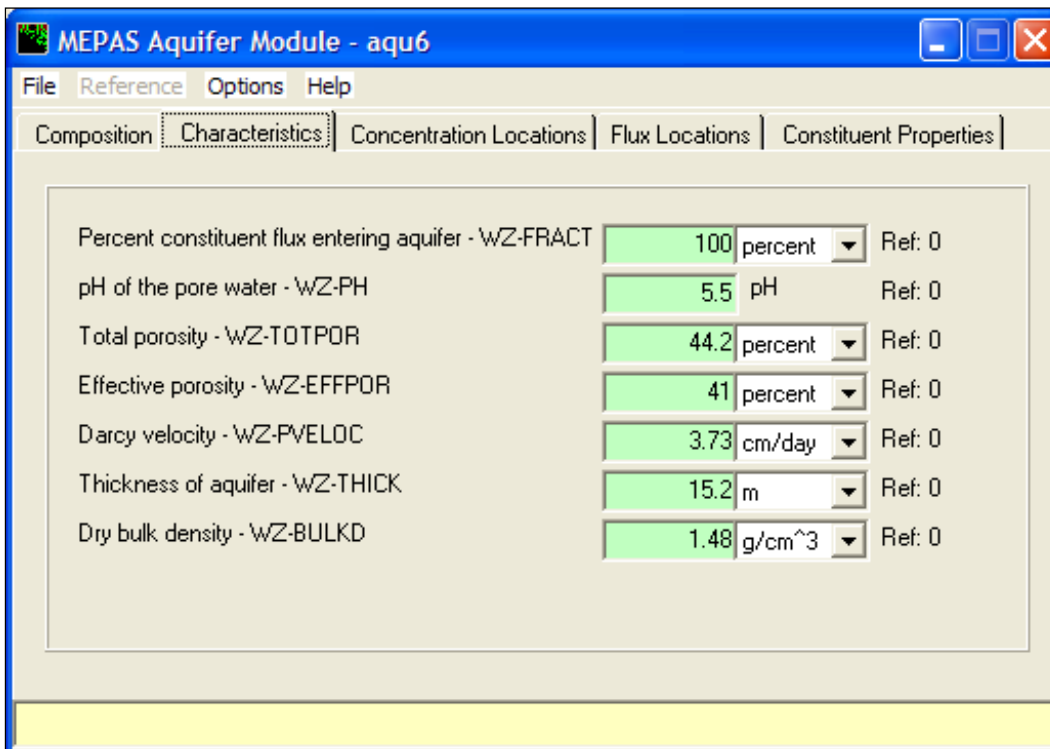 MEPAS Aquifer Module - aqu6
File Reference Options Help
Composition Characteristics Concentration Locations Flux Locations Constituent Properties
Percent constituent flux entering aquifer - WZ-FRACT 100 percent Ref: 0
pH of the pore water - WZ-PH 5.5 pH Ref: 0
Total porosity - WZ-TOTPOR 44.2 percent Ref: 0
Effective porosity - WZ-EFFPOR 41 percent Ref: 0
Darcy velocity - WZ-PVELOC 3.73 cm/day Ref: 0
Thickness of aquifer - WZ-THICK 15.2 m Ref: 0
Dry bulk density - WZ-BULKD 1.48 g/cm^3 Ref: 0